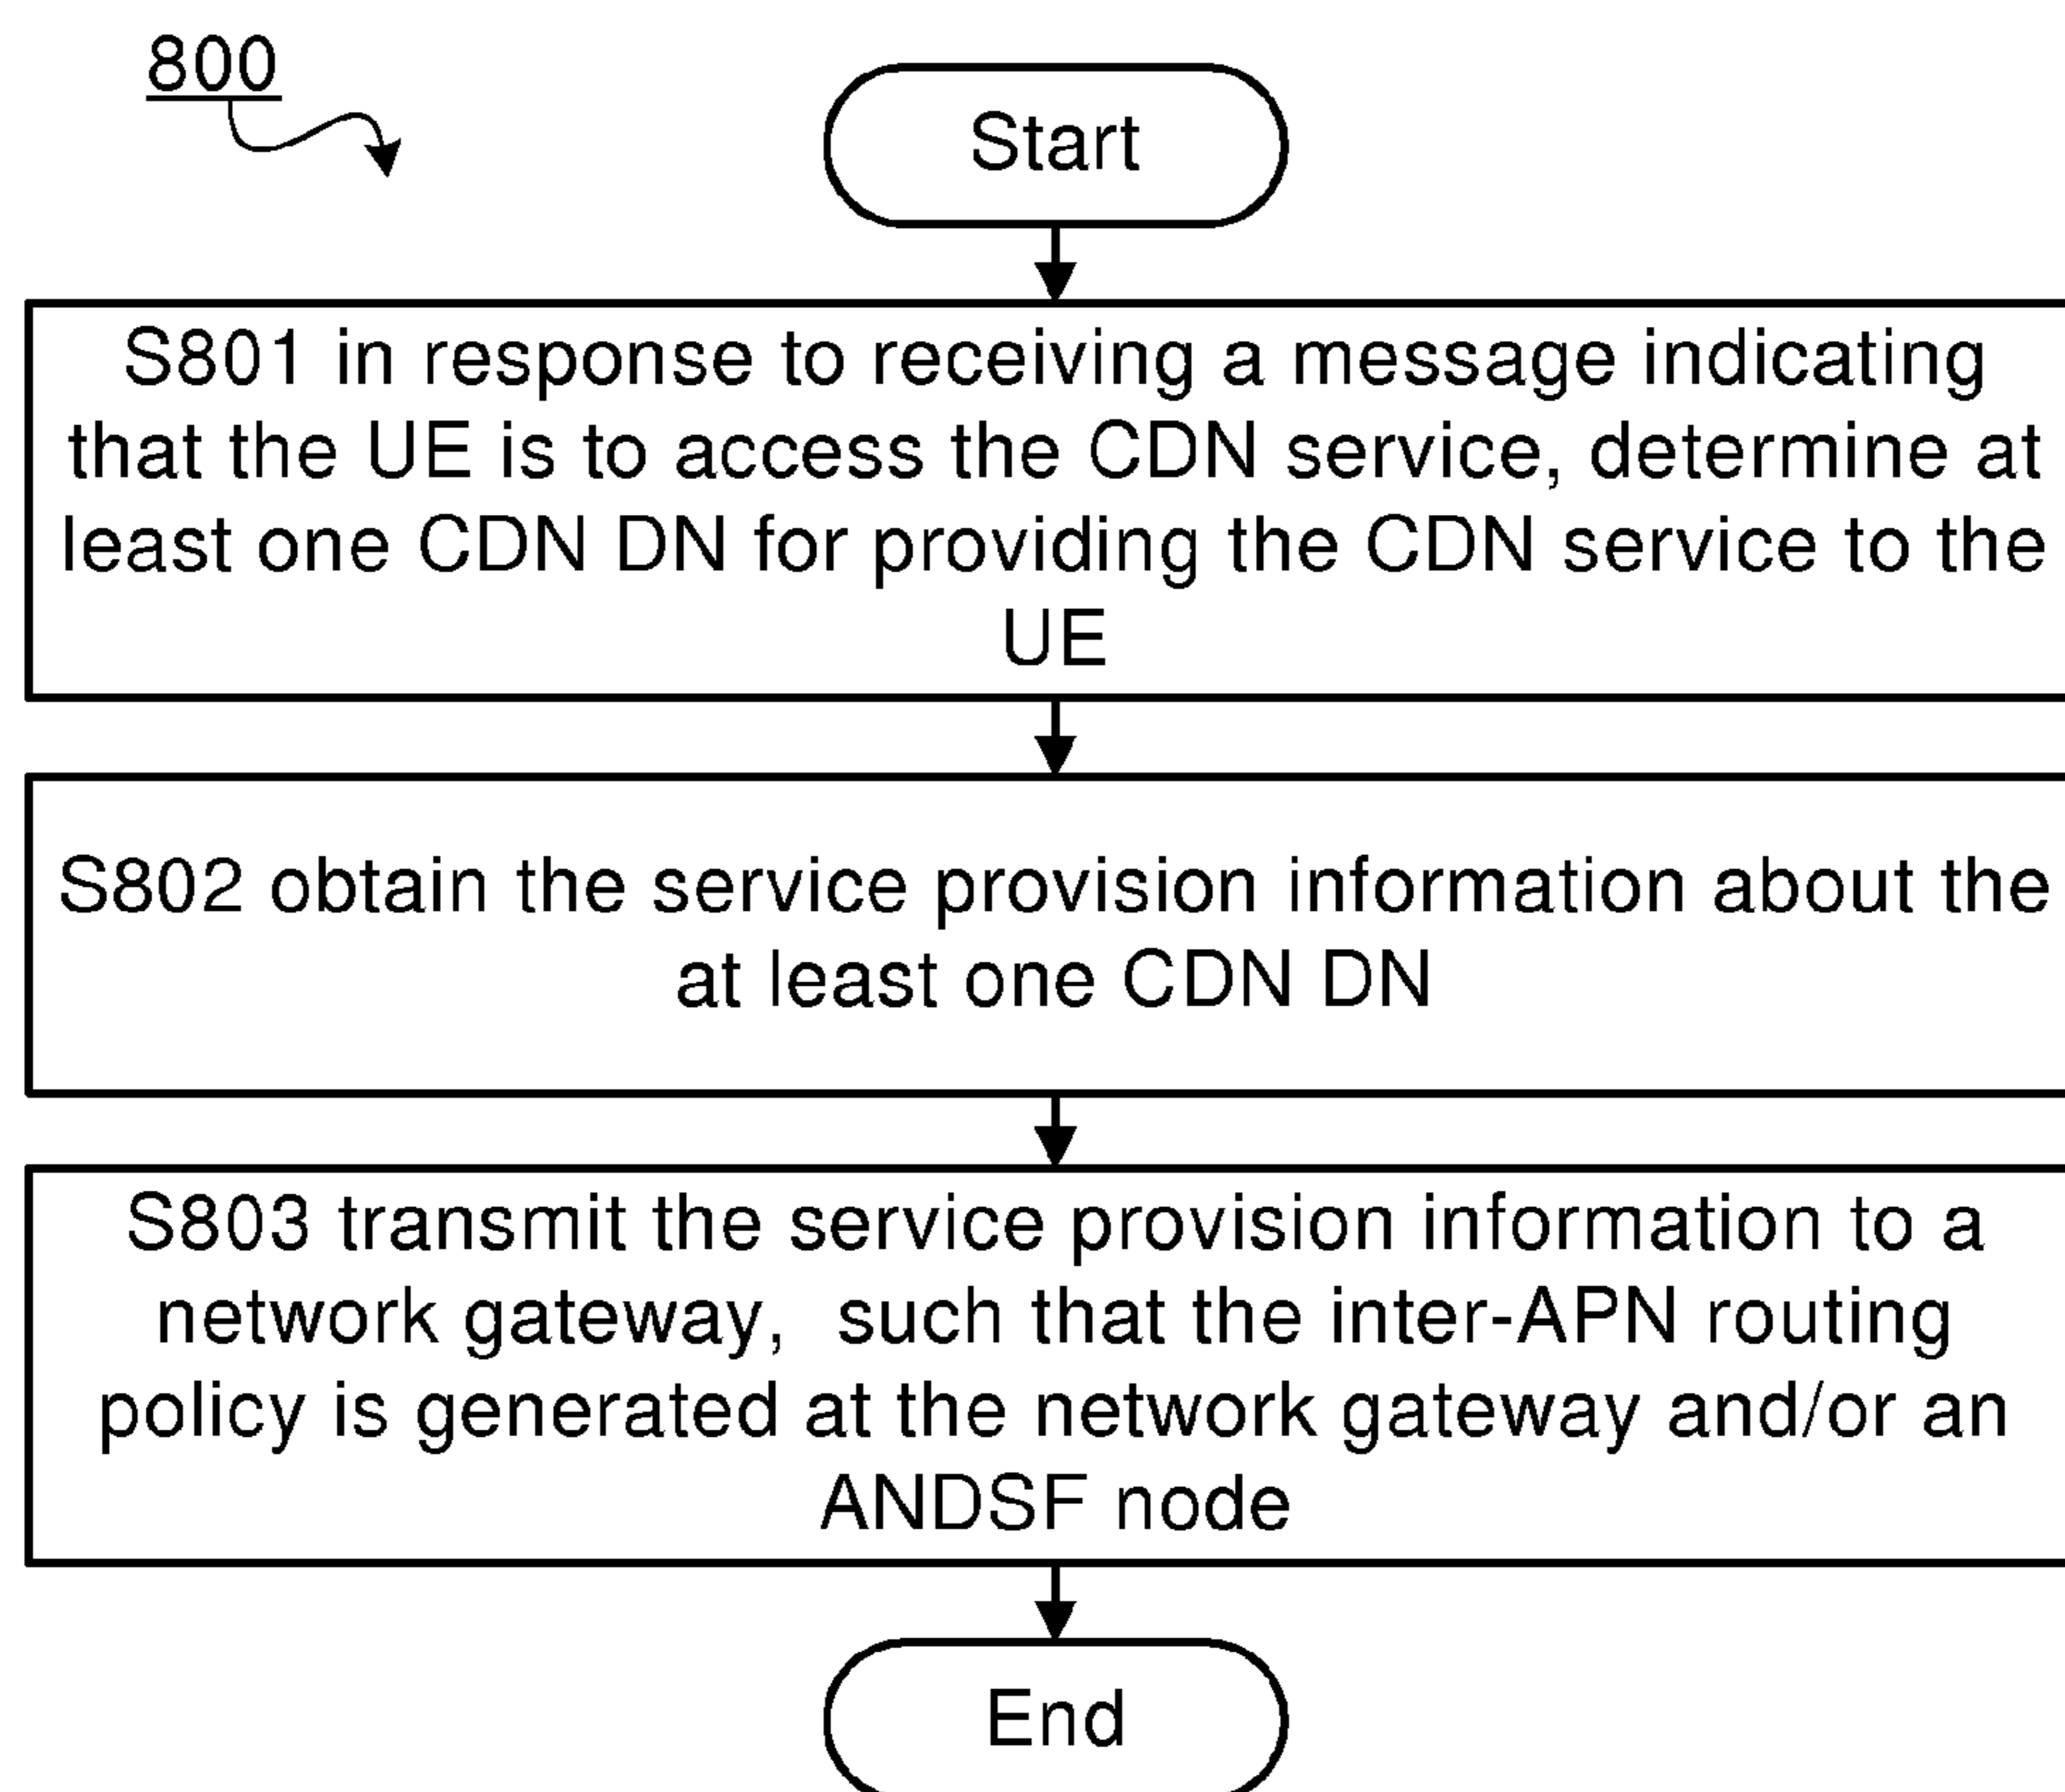 800
Start
S801 in response to receiving a message indicating
that the UE is to access the CDN service, determine at
least one CDN DN for providing the CDN service to the
UE
S802 obtain the service provision information about the
at least one CDN DN
S803 transmit the service provision information to a
network gateway, such that the inter-APN routing
policy is generated at the network gateway and/or an
ANDSF node
End